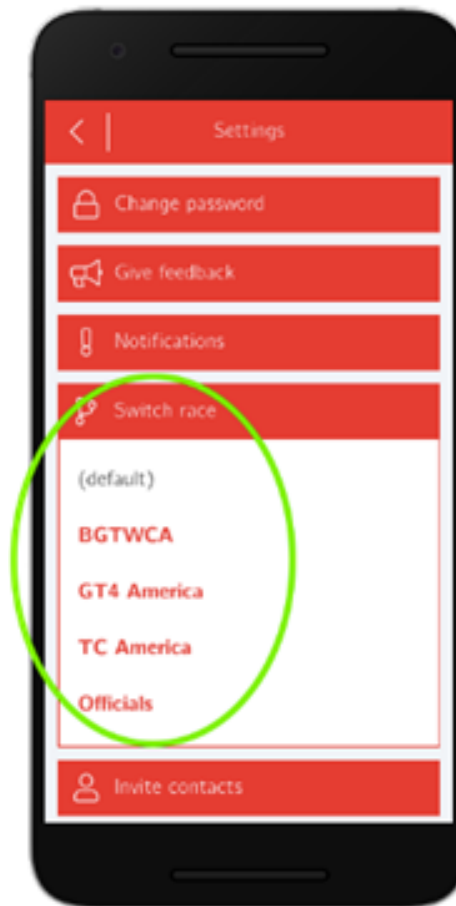 Settings
Change password
Give feedback
Notifications
Switch race
(default)
BGTWCA
GT4 America
TC America
Officials
Invite contacts